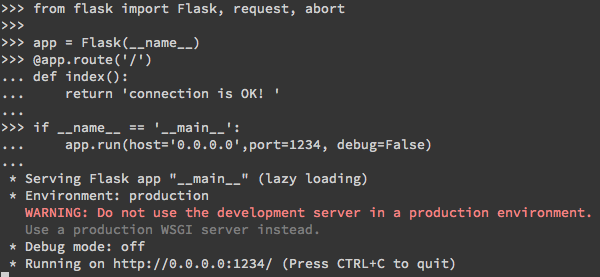 >>> from flask import Flask, request, abort
>>>
>>> app = Flask(__name__)
>>> @app.route('/')
... def index():
...     return 'connection is OK! '
...
>>> if __name__ == '__main__':
...     app.run(host='0.0.0.0',port=1234, debug=False)
...
 * Serving Flask app "__main__" (lazy loading)
 * Environment: production
   WARNING: Do not use the development server in a production environment.
   Use a production WSGI server instead.
 * Debug mode: off
 * Running on http://0.0.0.0:1234/ (Press CTRL+C to quit)